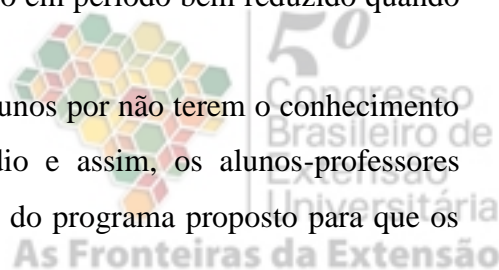 o em período bem reduzido quando
5º
Congresso
unos por não terem o conhecimento
Brasileiro de
dio e assim, os alunos-professores
Extensão
Universitária
do programa proposto para que os
As Fronteiras da Extensão